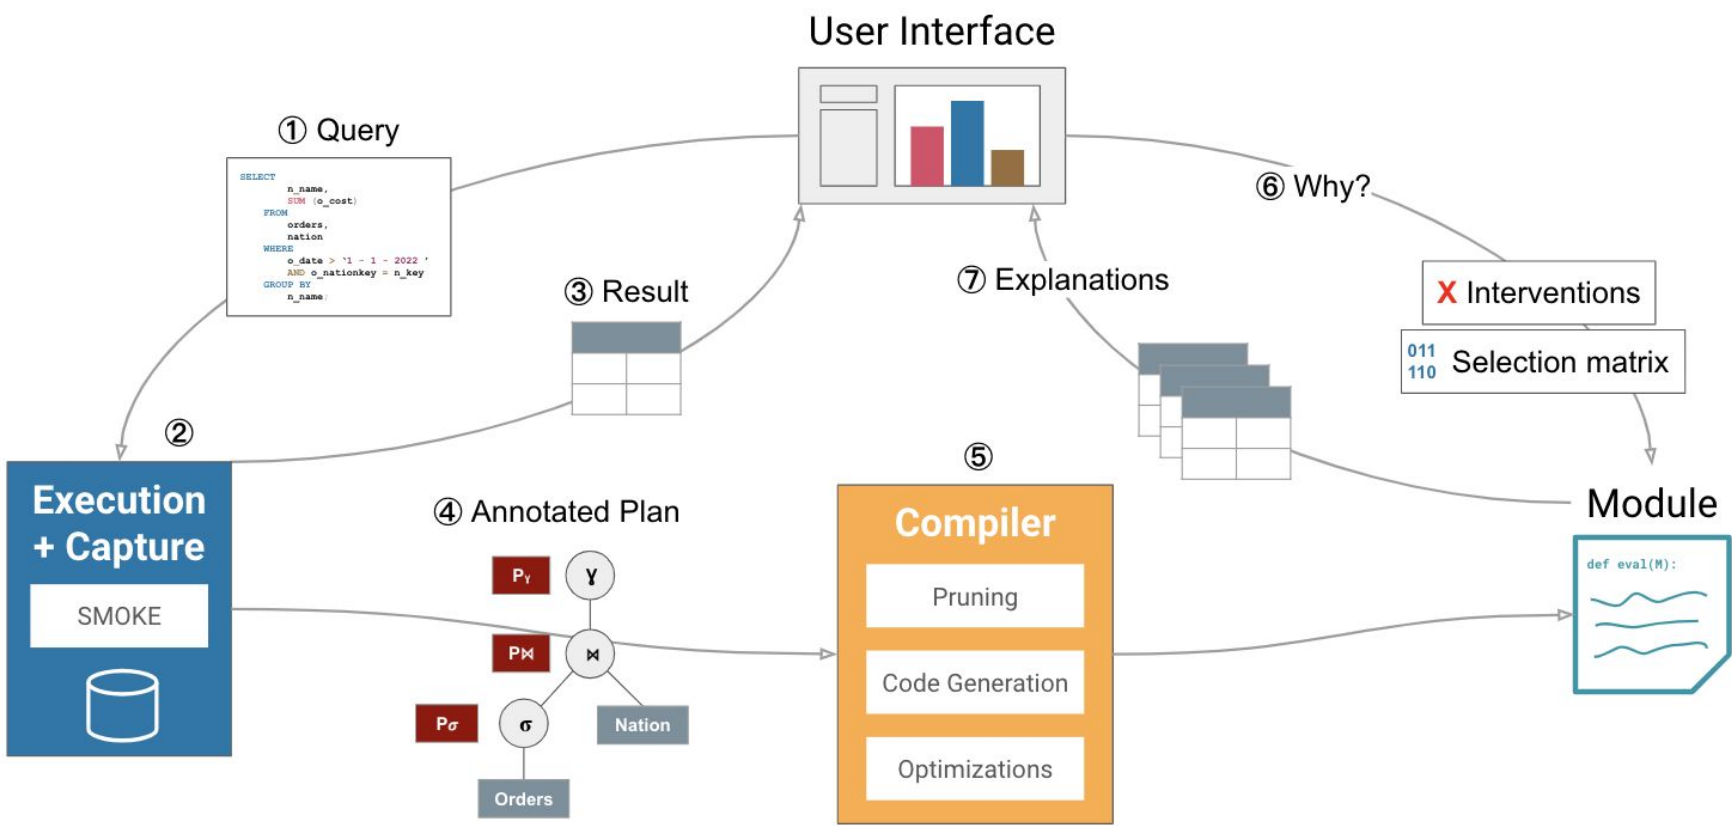 User Interface
① Query
SELECT
n_name,
SUM (o_cost)
FROM
orders,
nation
WHERE
o_date > '1 - 1 - 2022 '
AND o_nationkey = n_key
GROUP BY
n_name;
⑥ Why?
③ Result
⑦ Explanations
X Interventions
011
110
Selection matrix
②
Execution
+ Capture
SMOKE
④ Annotated Plan
Pγ
γ
P⋈
⋈
Pσ
σ
Nation
Orders
⑤
Compiler
Pruning
Code Generation
Optimizations
Module
def eval(M):